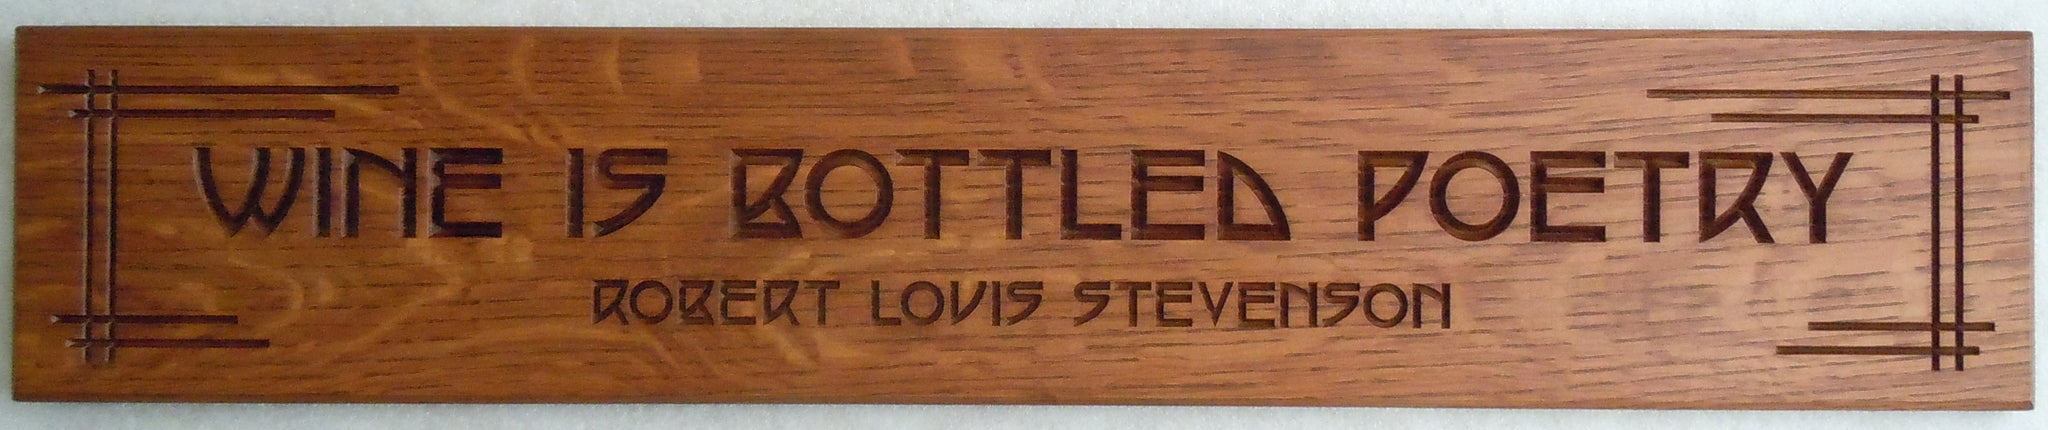 WINE IS BOTTLED POETRY
ROBERT LOUIS STEVENSON